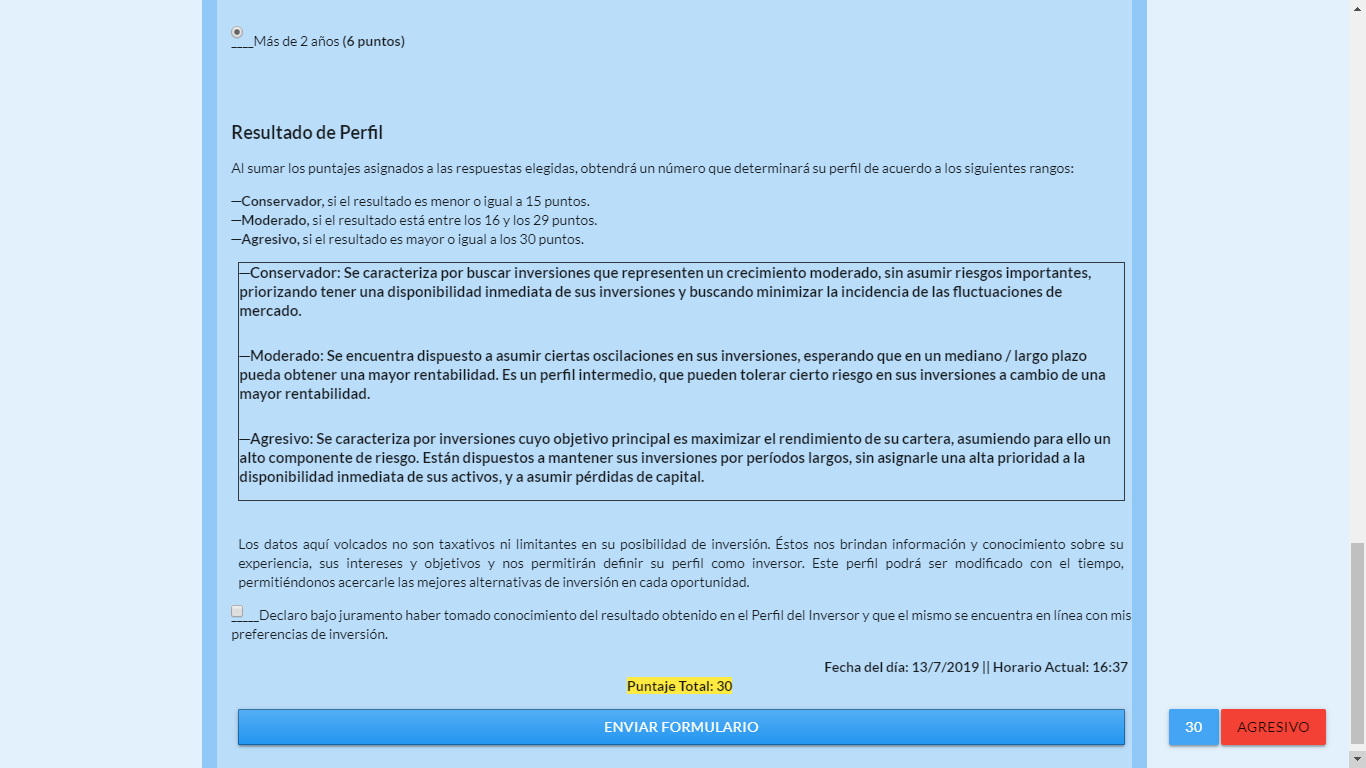 ____Más de 2 años (6 puntos)
Resultado de Perfil
Al sumar los puntajes asignados a las respuestas elegidas, obtendrá un número que determinará su perfil de acuerdo a los siguientes rangos:
—Conservador, si el resultado es menor o igual a 15 puntos.
—Moderado, si el resultado está entre los 16 y los 29 puntos.
—Agresivo, si el resultado es mayor o igual a los 30 puntos.
—Conservador: Se caracteriza por buscar inversiones que representen un crecimiento moderado, sin asumir riesgos importantes,
priorizando tener una disponibilidad inmediata de sus inversiones y buscando minimizar la incidencia de las fluctuaciones de
mercado.
—Moderado: Se encuentra dispuesto a asumir ciertas oscilaciones en sus inversiones, esperando que en un mediano / largo plazo
pueda obtener una mayor rentabilidad. Es un perfil intermedio, que pueden tolerar cierto riesgo en sus inversiones a cambio de una
mayor rentabilidad.
—Agresivo: Se caracteriza por inversiones cuyo objetivo principal es maximizar el rendimiento de su cartera, asumiendo para ello un
alto componente de riesgo. Están dispuestos a mantener sus inversiones por períodos largos, sin asignarle una alta prioridad a la
disponibilidad inmediata de sus activos, y a asumir pérdidas de capital.
Los datos aquí volcados no son taxativos ni limitantes en su posibilidad de inversión. Éstos nos brindan información y conocimiento sobre su
experiencia, sus intereses y objetivos y nos permitirán definir su perfil como inversor. Este perfil podrá ser modificado con el tiempo,
permitiéndonos acercarle las mejores alternativas de inversión en cada oportunidad.
_____Declaro bajo juramento haber tomado conocimiento del resultado obtenido en el Perfil del Inversor y que el mismo se encuentra en línea con mis
preferencias de inversión.
Fecha del día: 13/7/2019 || Horario Actual: 16:37
Puntaje Total: 30
ENVIAR FORMULARIO
30 AGRESIVO